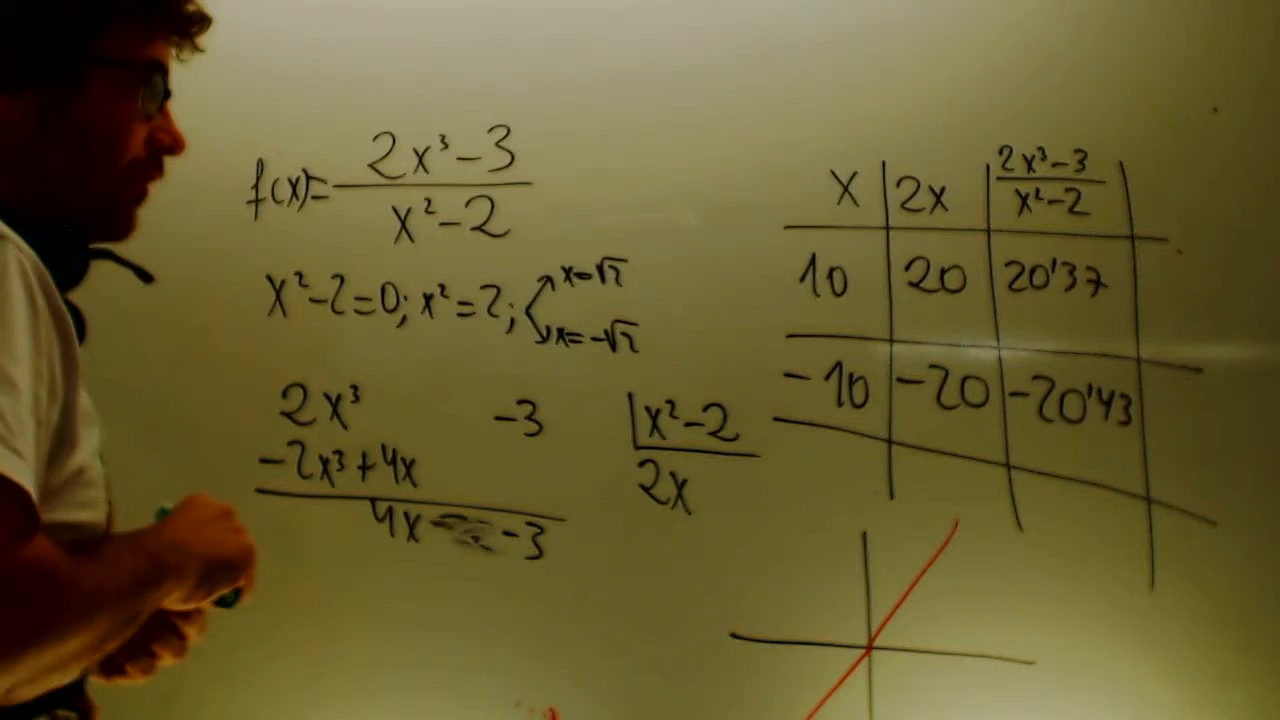 f(x)= 2x³-3 / x²-2
x²-2=0; x²=2; x=√2
x=-√2
2x³ -3 |x²-2
-2x³+4x 2x
4x -3
x | 2x | 2x³-3 / x²-2
10 | 20 | 20'37
-10 | -20 | -20'43